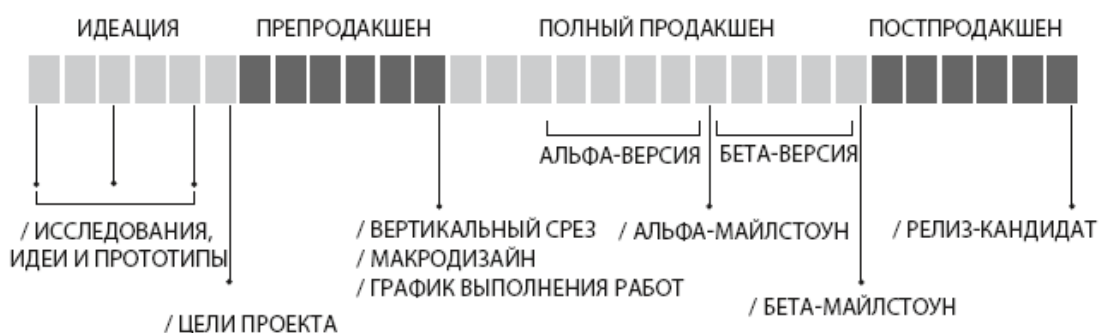 ИДЕАЦИЯ
ПРЕПРОДАКШЕН
ПОЛНЫЙ ПРОДАКШЕН
ПОСТПРОДАКШЕН
АЛЬФА-ВЕРСИЯ
БЕТА-ВЕРСИЯ
/ ИССЛЕДОВАНИЯ,
ИДЕИ И ПРОТОТИПЫ
/ ЦЕЛИ ПРОЕКТА
/ ВЕРТИКАЛЬНЫЙ СРЕЗ
/ МАКРОДИЗАЙН
/ ГРАФИК ВЫПОЛНЕНИЯ РАБОТ
/ АЛЬФА-МАЙЛСТОУН
/ БЕТА-МАЙЛСТОУН
/ РЕЛИЗ-КАНДИДАТ